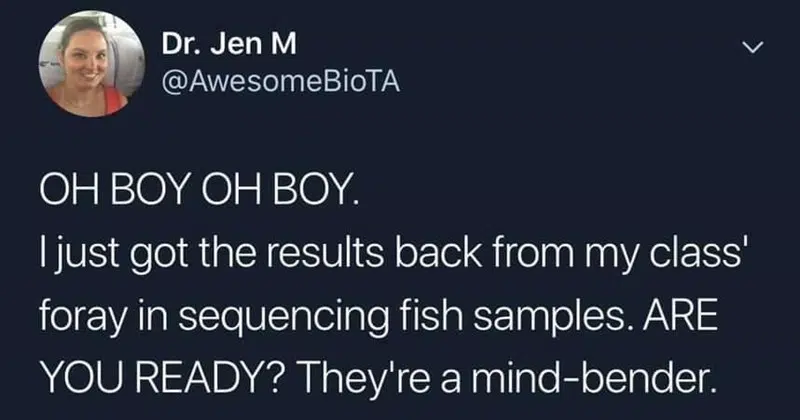 Dr. Jen M
@AwesomeBioTA
OH BOY OH BOY.
I just got the results back from my class'
foray in sequencing fish samples. ARE
YOU READY? They're a mind-bender.